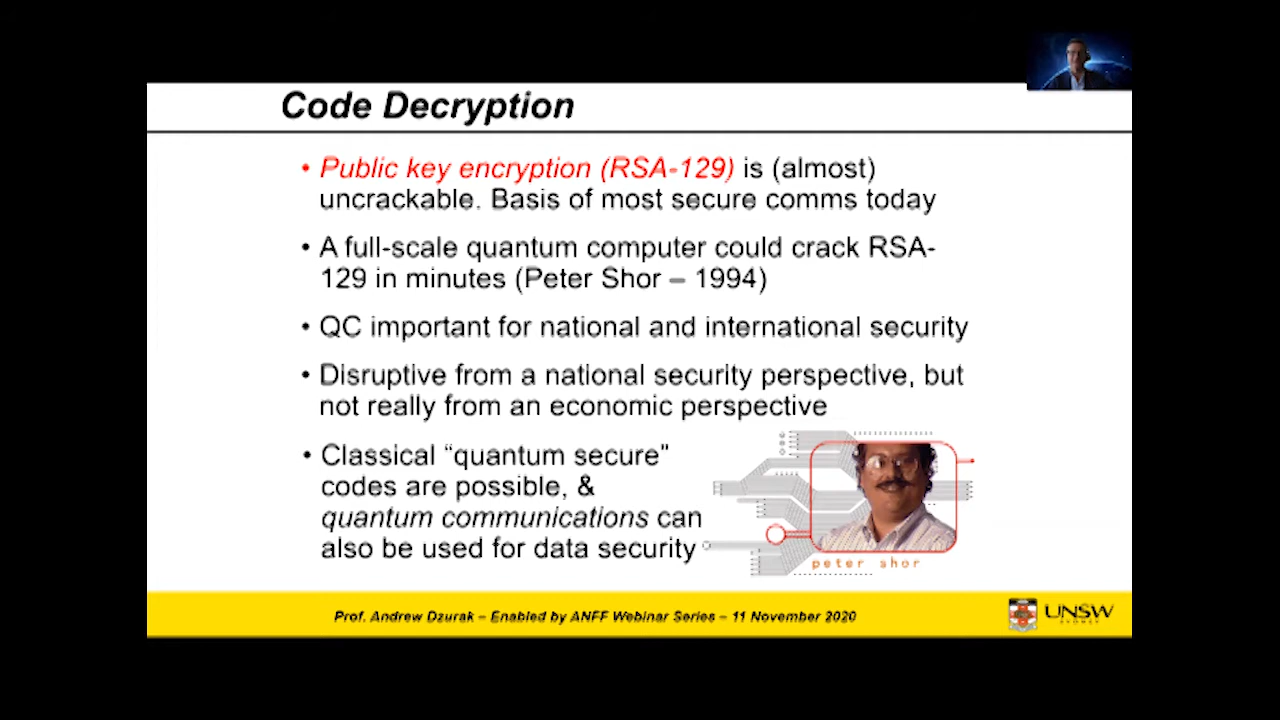 Code Decryption
• Public key encryption (RSA-129) is (almost)
uncrackable. Basis of most secure comms today
• A full-scale quantum computer could crack RSA-
129 in minutes (Peter Shor – 1994)
• QC important for national and international security
• Disruptive from a national security perspective, but
not really from an economic perspective
• Classical “quantum secure”
codes are possible, &
quantum communications can
also be used for data security
peter shor
Prof. Andrew Dzurak – Enabled by ANFF Webinar Series – 11 November 2020
UNSW
SYDNEY